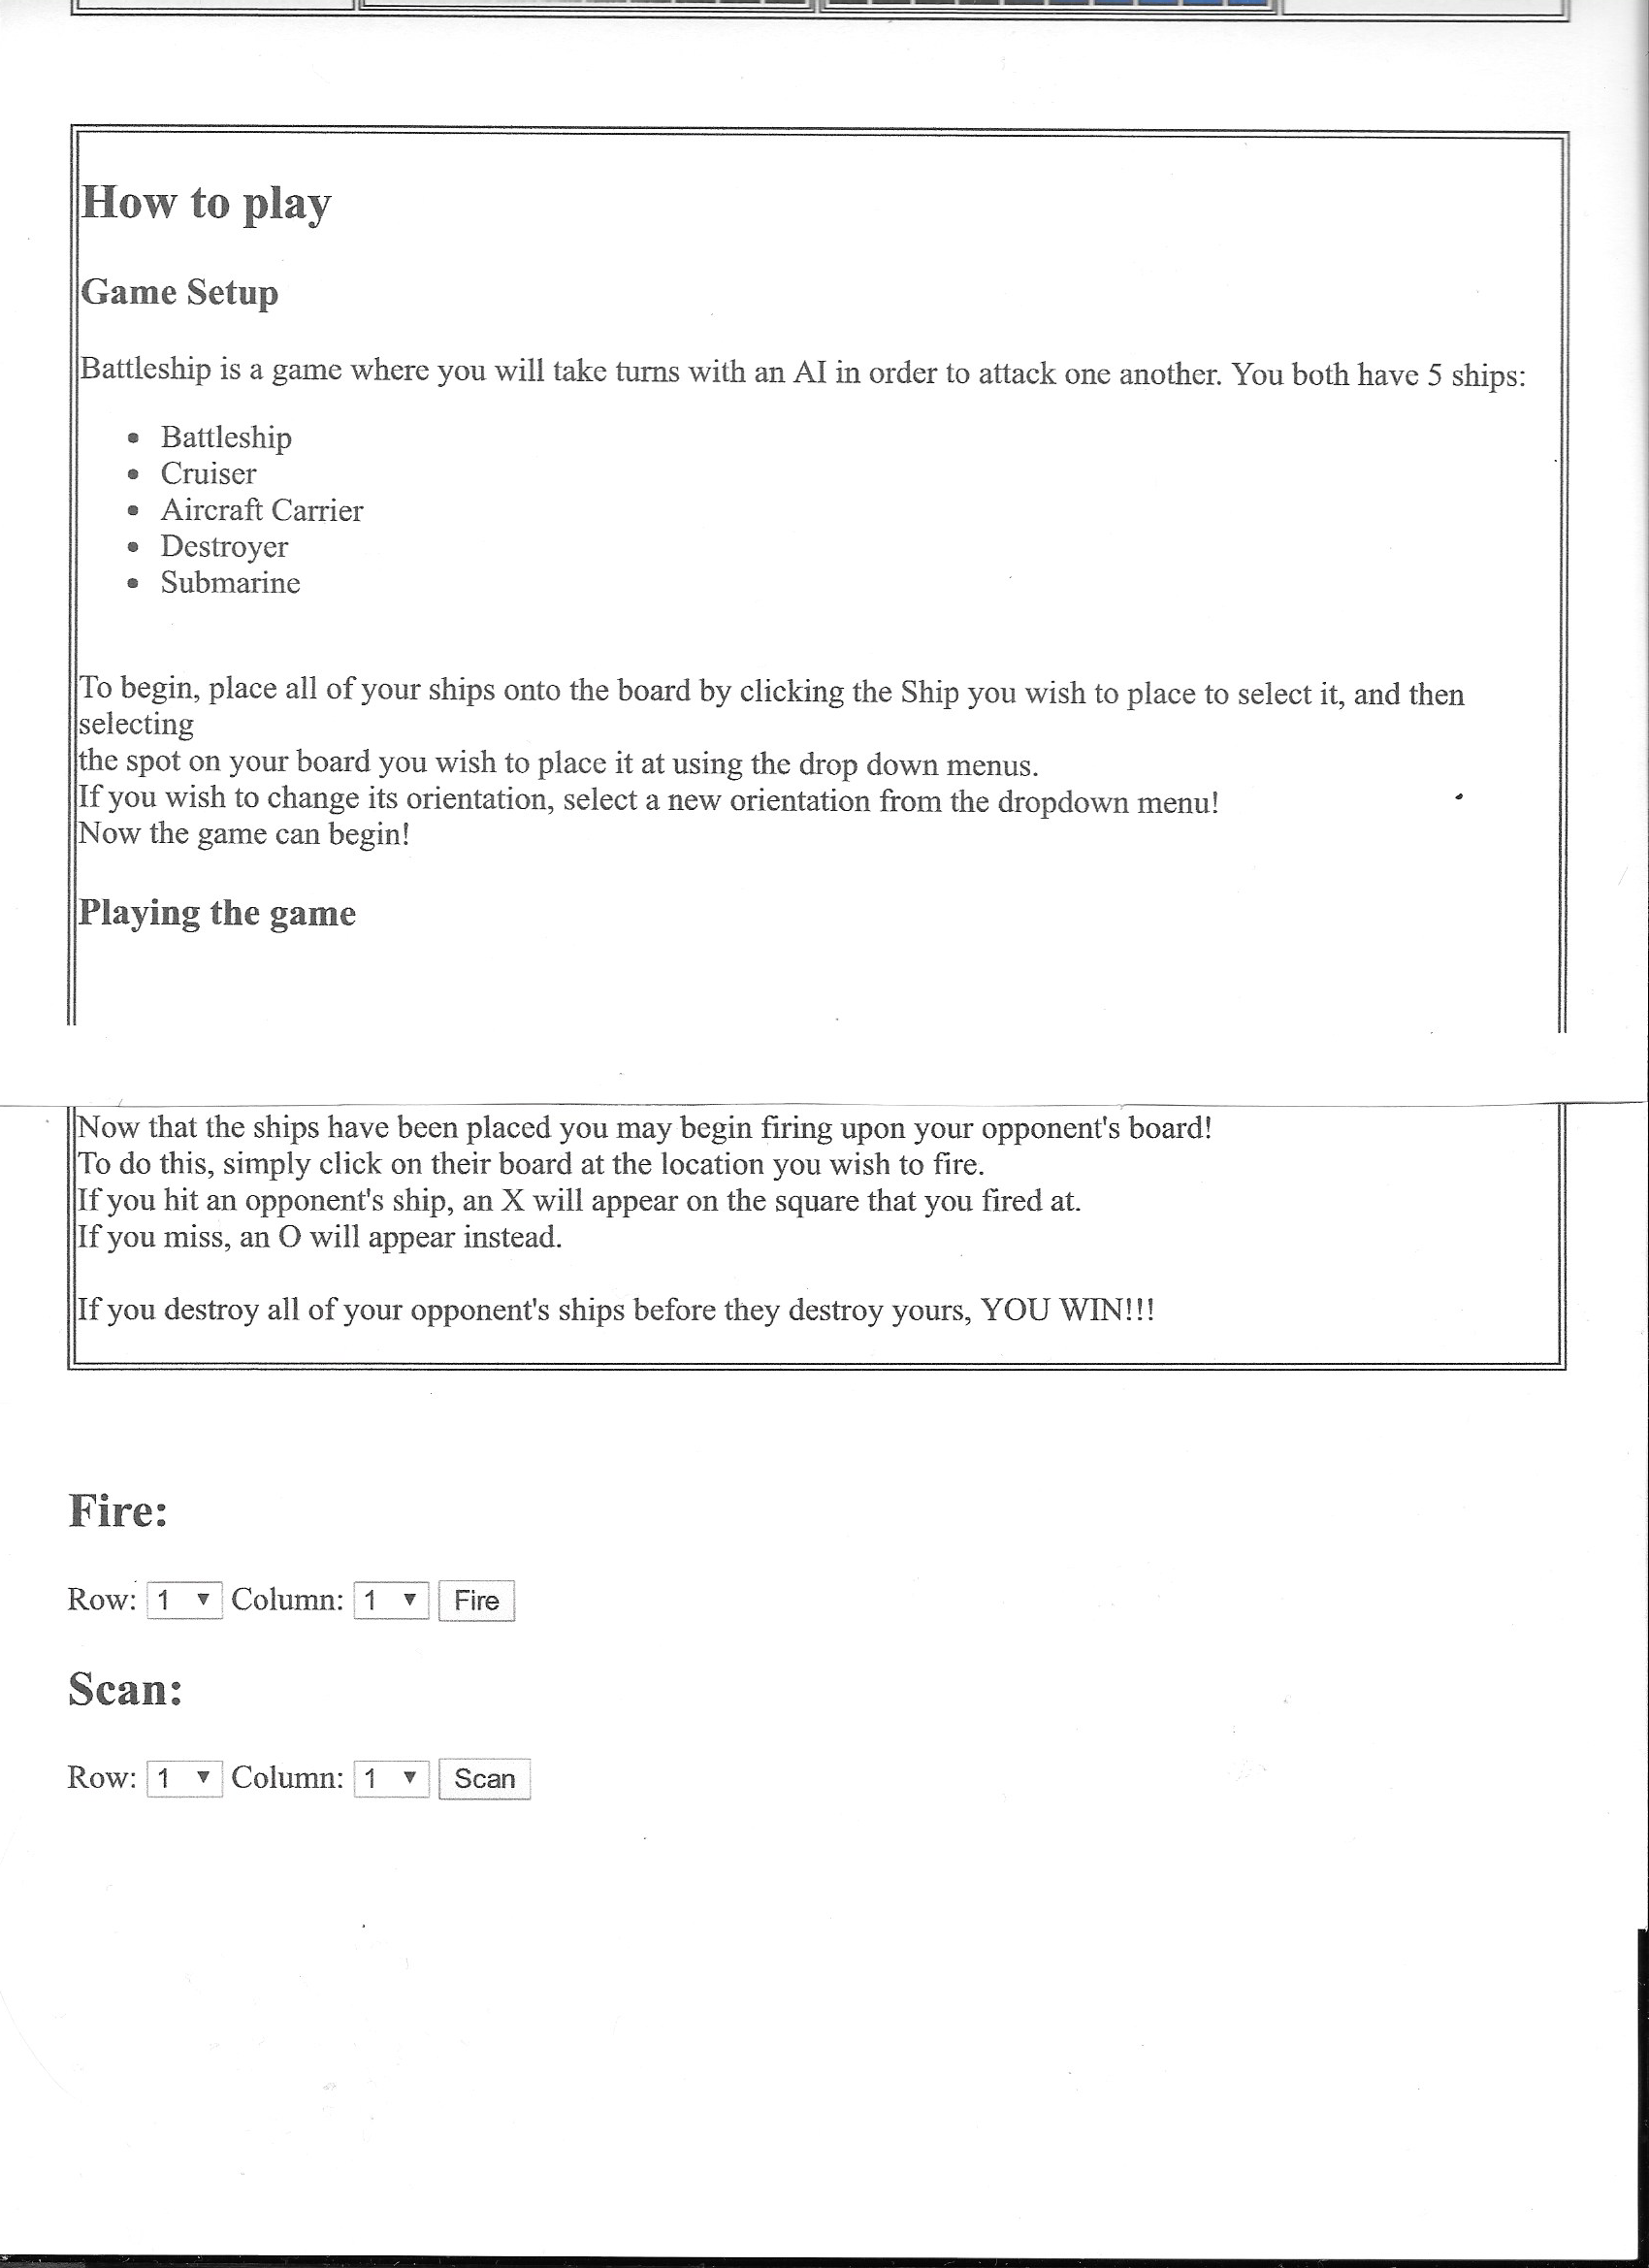 How to play
Game Setup
Battleship is a game where you will take turns with an AI in order to attack one another. You both have 5 ships:
• Battleship
• Cruiser
• Aircraft Carrier
• Destroyer
• Submarine
To begin, place all of your ships onto the board by clicking the Ship you wish to place to select it, and then
selecting
the spot on your board you wish to place it at using the drop down menus.
If you wish to change its orientation, select a new orientation from the dropdown menu!
Now the game can begin!
Playing the game
Now that the ships have been placed you may begin firing upon your opponent's board!
To do this, simply click on their board at the location you wish to fire.
If you hit an opponent's ship, an X will appear on the square that you fired at.
If you miss, an O will appear instead.
If you destroy all of your opponent's ships before they destroy yours, YOU WIN!!!
Fire:
Row: 1 ▼ Column: 1 ▼ Fire
Scan:
Row: 1 ▼ Column: 1 ▼ Scan